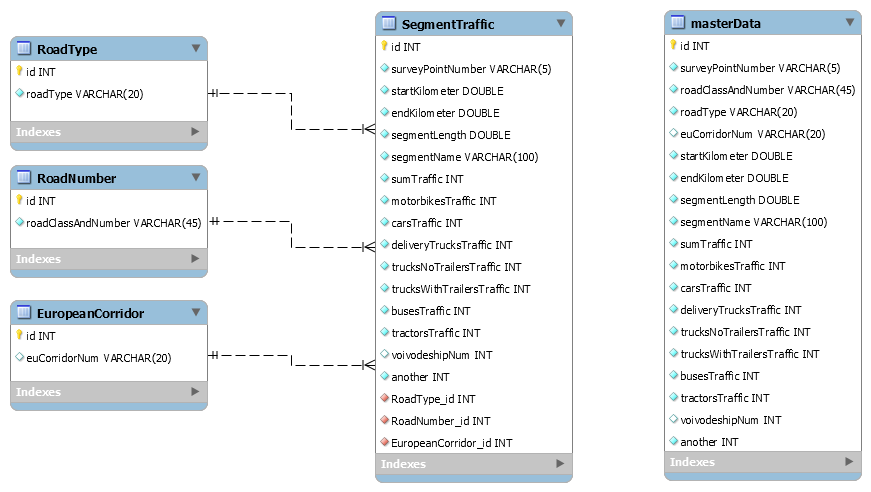 RoadType
id INT
roadType VARCHAR(20)
Indexes
RoadNumber
id INT
roadClassAndNumber VARCHAR(45)
Indexes
EuropeanCorridor
id INT
euCorridorNum VARCHAR(20)
Indexes
SegmentTraffic
id INT
surveyPointNumber VARCHAR(5)
startKilometer DOUBLE
endKilometer DOUBLE
segmentLength DOUBLE
segmentName VARCHAR(100)
sumTraffic INT
motorbikesTraffic INT
carsTraffic INT
deliveryTrucksTraffic INT
trucksNoTrailersTraffic INT
trucksWithTrailersTraffic INT
busesTraffic INT
tractorsTraffic INT
voivodeshipNum INT
another INT
RoadType_id INT
RoadNumber_id INT
EuropeanCorridor_id INT
Indexes
masterData
id INT
surveyPointNumber VARCHAR(5)
roadClassAndNumber VARCHAR(45)
roadType VARCHAR(20)
euCorridorNum VARCHAR(20)
startKilometer DOUBLE
endKilometer DOUBLE
segmentLength DOUBLE
segmentName VARCHAR(100)
sumTraffic INT
motorbikesTraffic INT
carsTraffic INT
deliveryTrucksTraffic INT
trucksNoTrailersTraffic INT
trucksWithTrailersTraffic INT
busesTraffic INT
tractorsTraffic INT
voivodeshipNum INT
another INT
Indexes